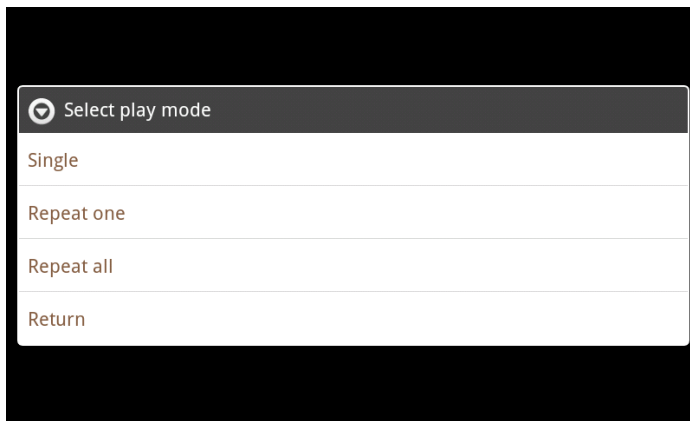 Select play mode
Single
Repeat one
Repeat all
Return